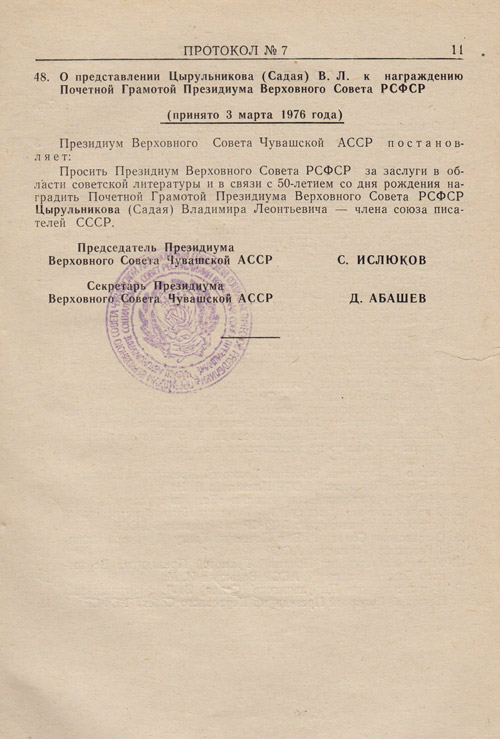 ПРОТОКОЛ № 7 11
48. О представлении Цырульникова (Садая) В. Л. к награждению
Почетной Грамотой Президиума Верховного Совета РСФСР
(принято 3 марта 1976 года)
Президиум Верховного Совета Чувашской АССР постанов-
ляет:
Просить Президиум Верховного Совета РСФСР за заслуги в об-
ласти советской литературы и в связи с 50-летием со дня рождения на-
градить Почетной Грамотой Президиума Верховного Совета РСФСР
Цырульникова (Садая) Владимира Леонтьевича — члена союза писа-
телей СССР.
Председатель Президиума
Верховного Совета Чувашской АССР С. ИСЛЮКОВ
Секретарь Президиума
Верховного Совета Чувашской АССР Д. АБАШЕВ